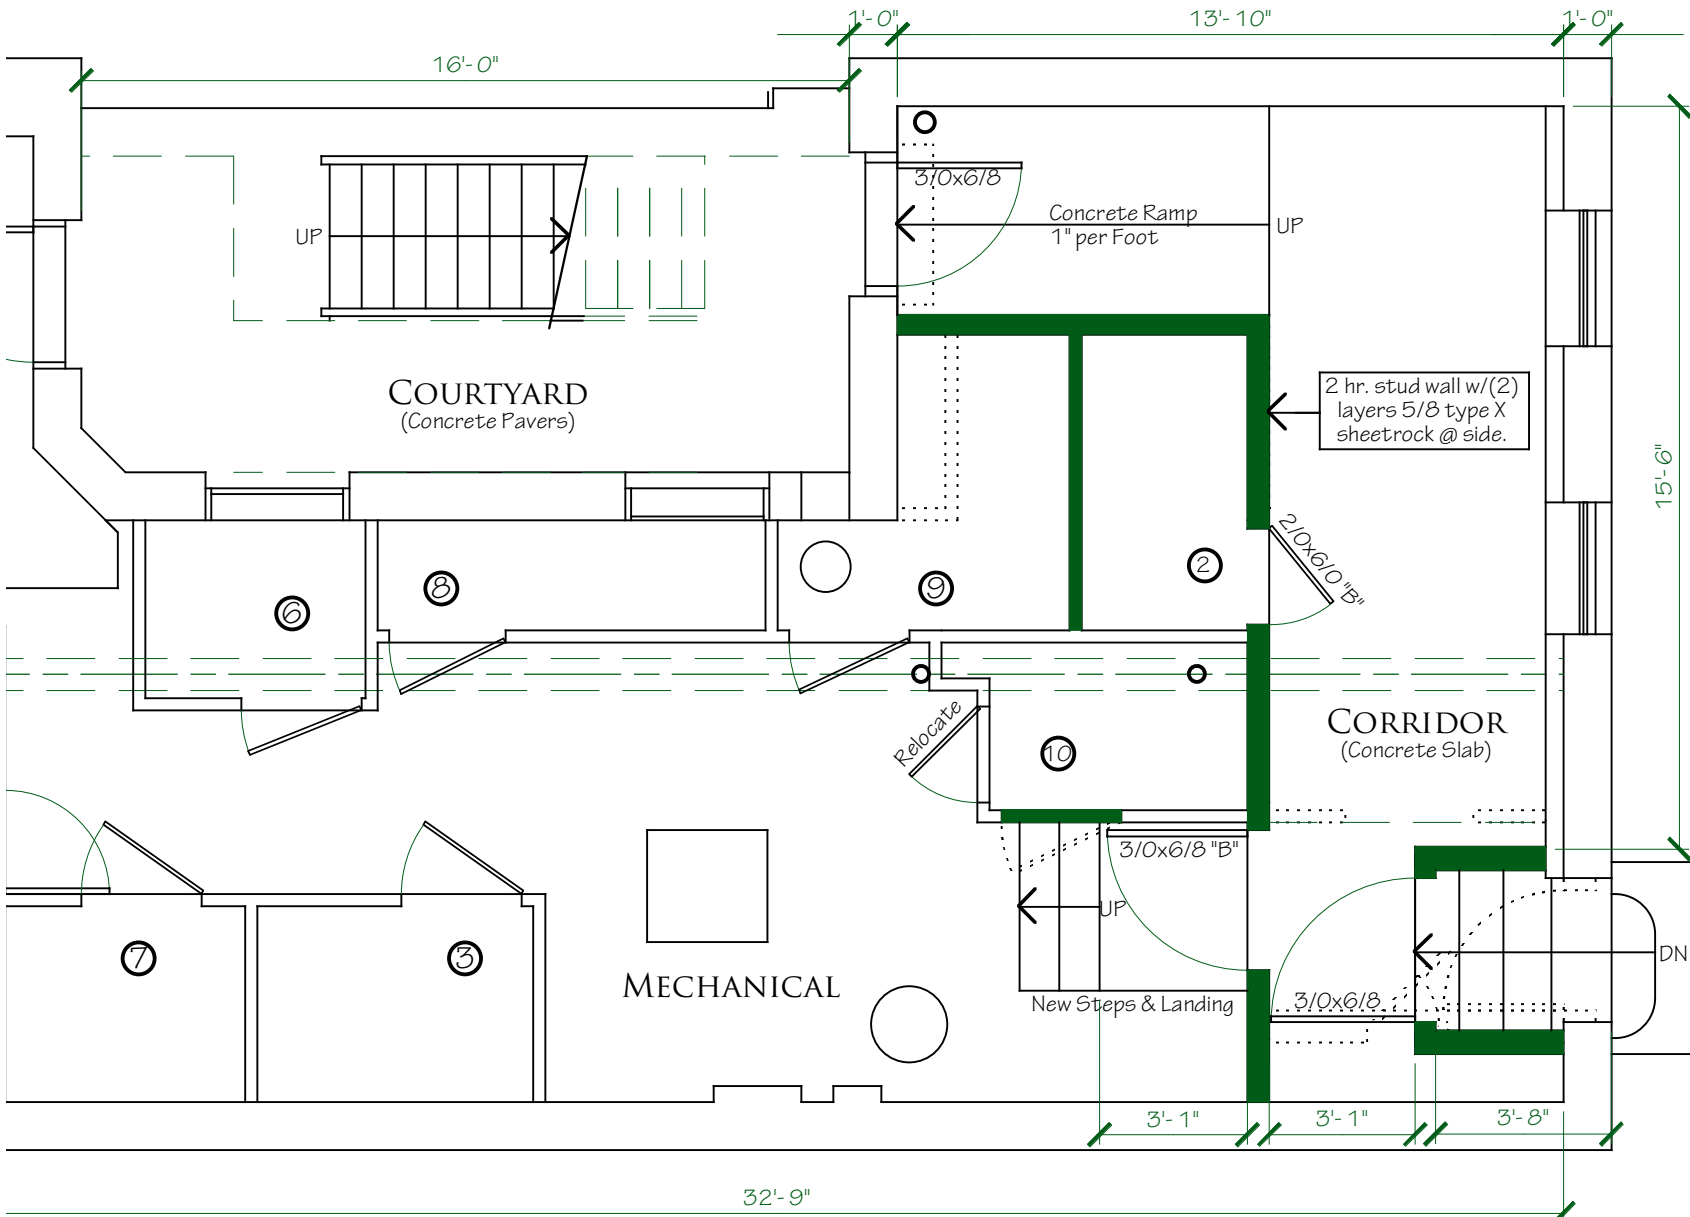 1'-0"
13'-10"
1'-0"
16'-0"
3/0x6/8
Concrete Ramp
1" per Foot
UP
UP
COURTYARD
(Concrete Pavers)
2 hr. stud wall w/(2)
layers 5/8 type X
sheetrock @ side.
15'-6"
2/0x6/0 "B"
2
8
9
6
Relocate
10
CORRIDOR
(Concrete Slab)
3/0x6/8 "B"
UP
7
3
MECHANICAL
DN
New Steps & Landing
3/0x6/8
3'-1"
3'-1"
3'-8"
32'-9"